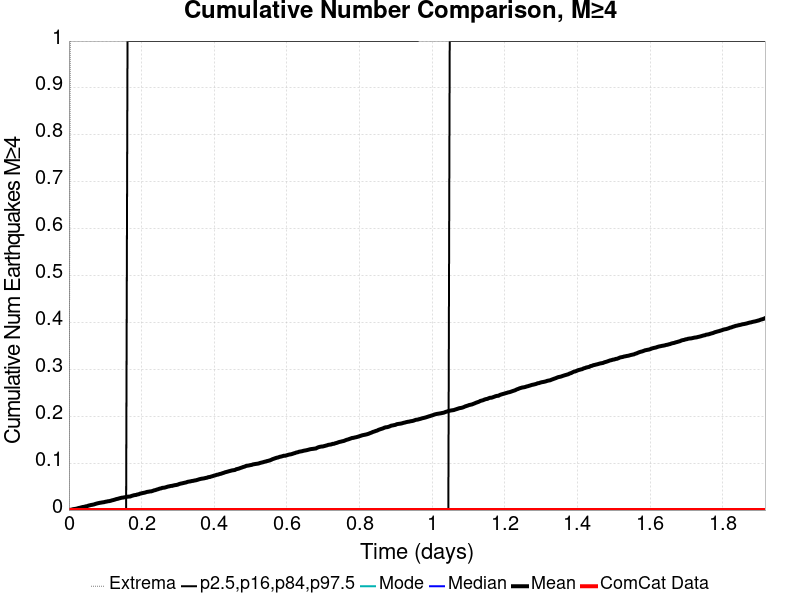 Cumulative Number Comparison, M≥4
Cumulative Num Earthquakes M≥4
1
0.9
0.8
0.7
0.6
0.5
0.4
0.3
0.2
0.1
0
0 0.2 0.4 0.6 0.8 1 1.2 1.4 1.6 1.8
Time (days)
Extrema p2.5,p16,p84,p97.5 Mode Median Mean ComCat Data